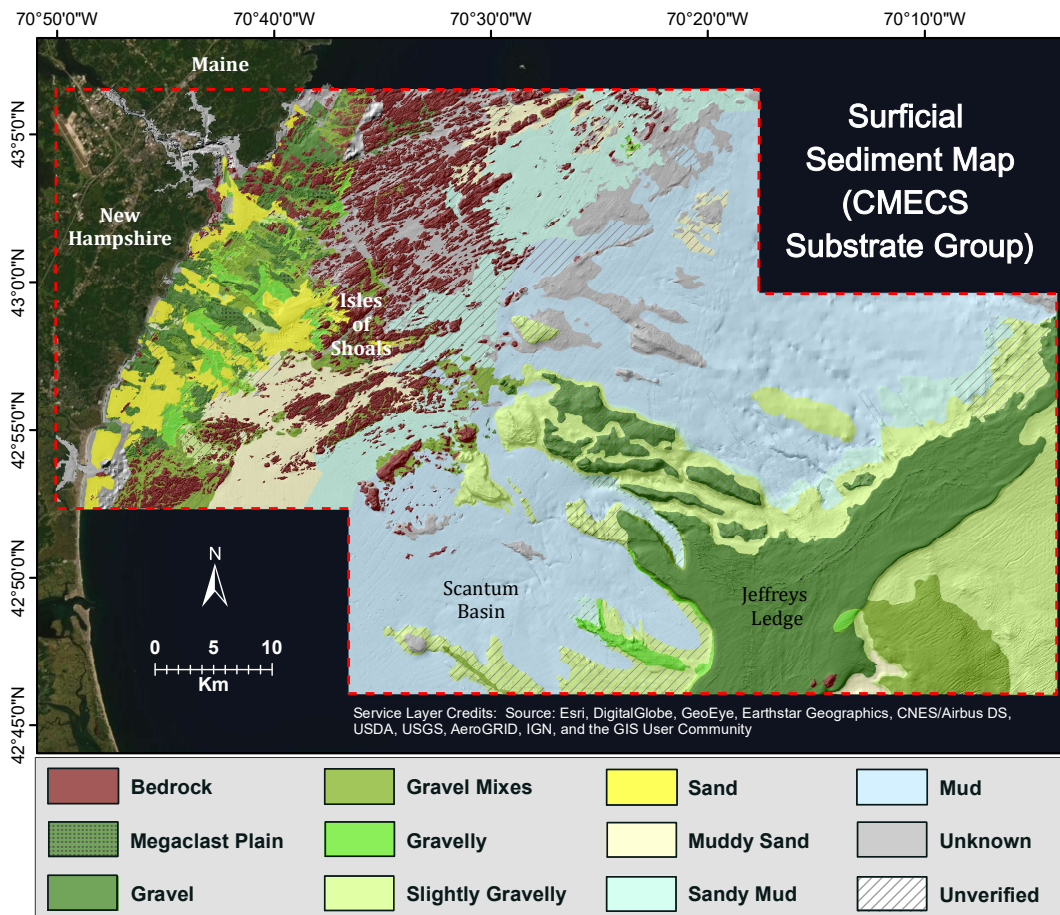 70°50'0"W
70°40'0"W
70°30'0"W
70°20'0"W
70°10'0"W
43°5'0"N
43°0'0"N
42°55'0"N
42°50'0"N
42°45'0"N
Maine
New
Hampshire
Isles
of
Shoals
Surficial
Sediment Map
(CMECS
Substrate Group)
Scantum
Basin
Jeffreys
Ledge
N
0 5 10
Km
Service Layer Credits: Source: Esri, DigitalGlobe, GeoEye, Earthstar Geographics, CNES/Airbus DS,
USDA, USGS, AeroGRID, IGN, and the GIS User Community
Bedrock
Megaclast Plain
Gravel
Gravel Mixes
Gravelly
Slightly Gravelly
Sand
Muddy Sand
Sandy Mud
Mud
Unknown
Unverified